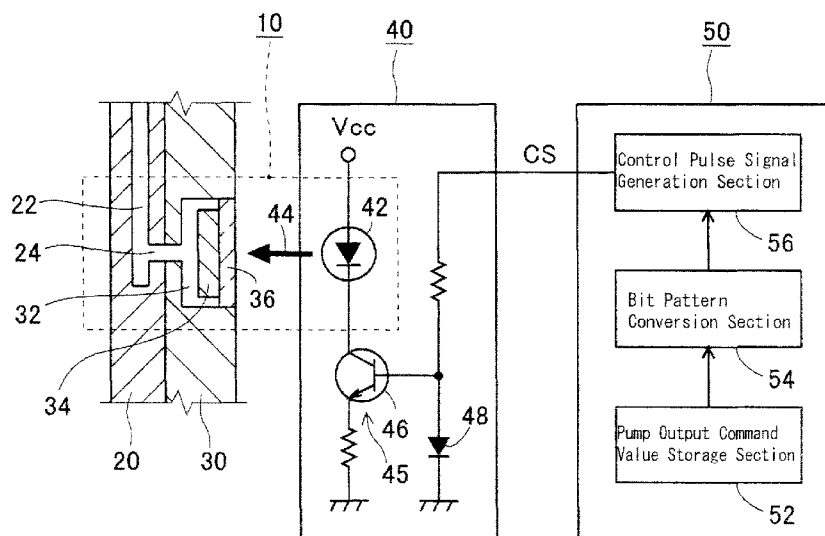 10
40
50
Vcc
CS
Control Pulse Signal
Generation Section
22
42
56
24
44
32
36
Bit Pattern
Conversion Section
54
34
46
48
Pump Output Command
Value Storage Section
20
30
45
52